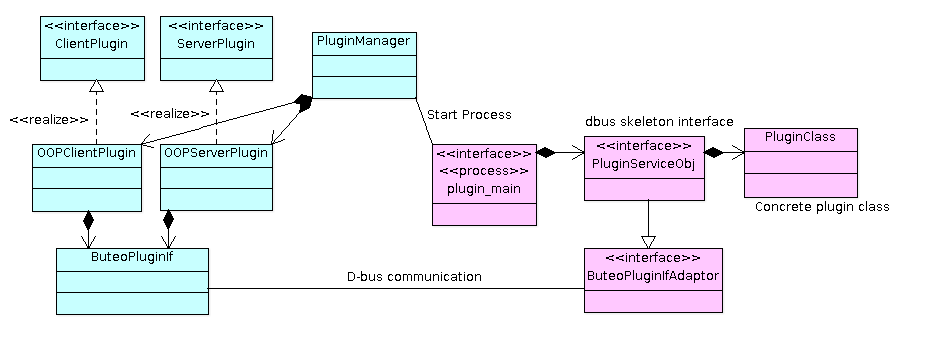 <<interface>>
ClientPlugin
<<interface>>
ServerPlugin
PluginManager
<<realize>>
<<realize>>
Start Process
dbus skeleton interface
OOPClientPlugin
OOPServerPlugin
<<interface>>
<<process>>
plugin_main
<<interface>>
PluginServiceObj
PluginClass
Concrete plugin class
ButeoPluginIf
D-bus communication
<<interface>>
ButeoPluginIfAdaptor